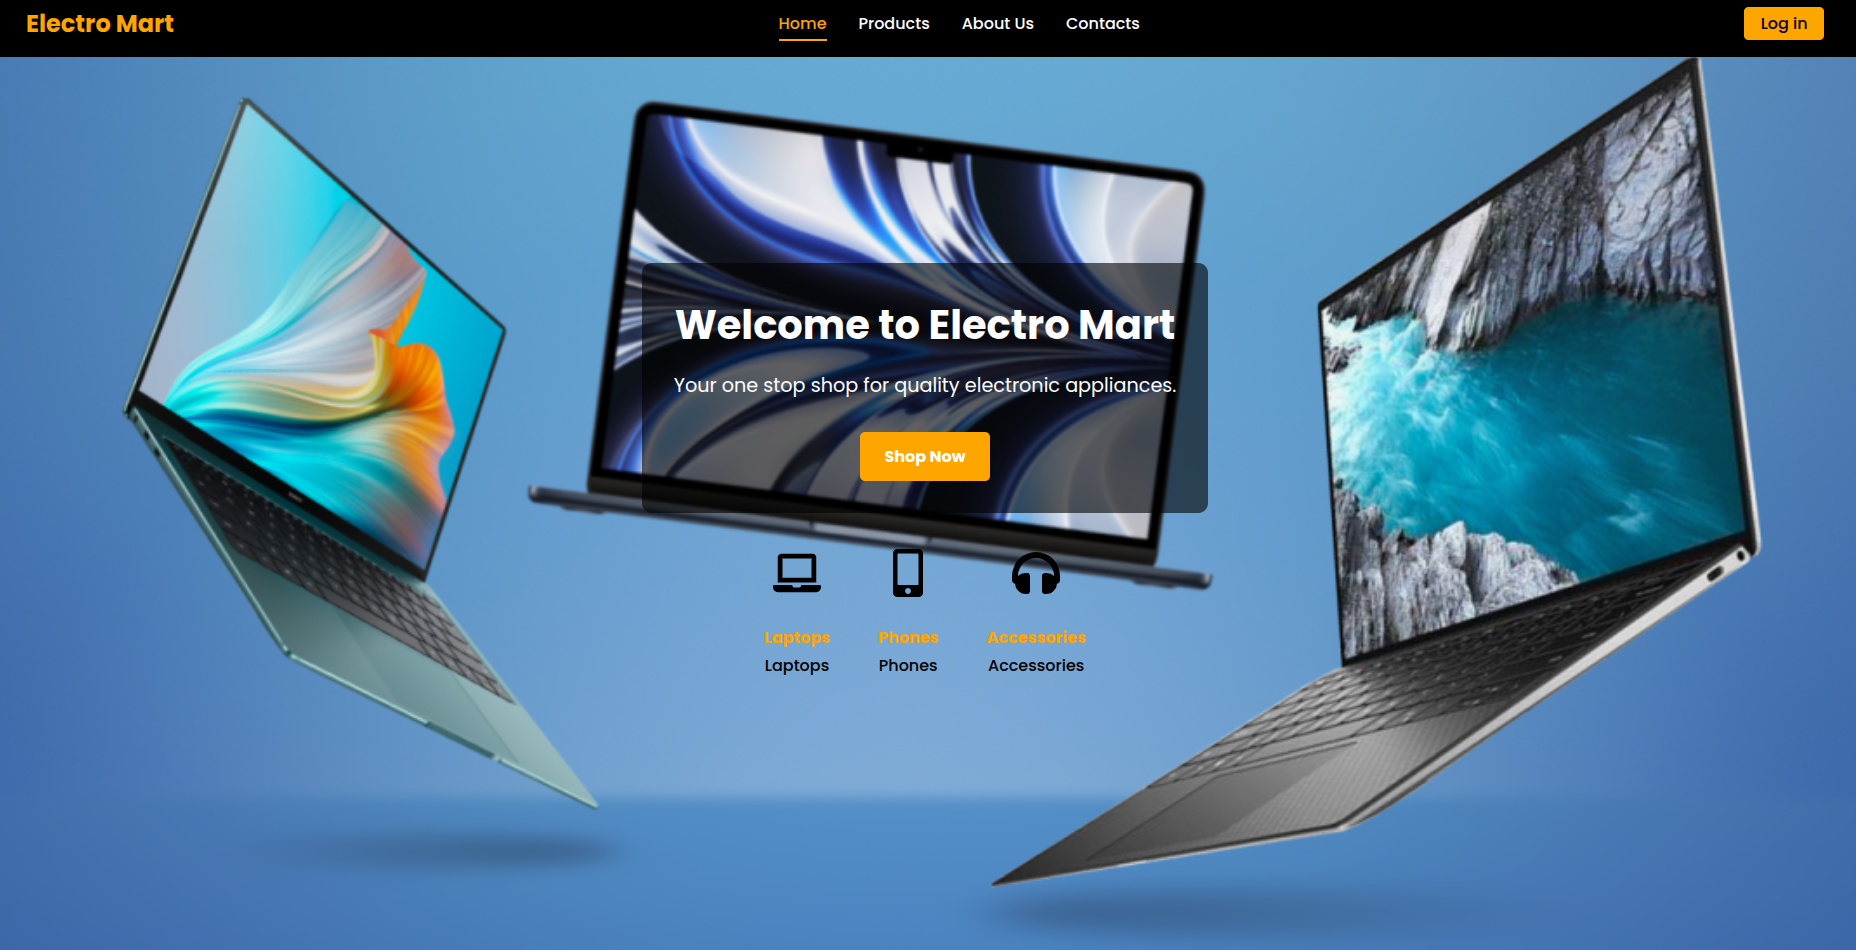 Electro Mart
Home Products About Us Contacts
Log in
Welcome to Electro Mart
Your one stop shop for quality electronic appliances.
Shop Now
Laptops Phones Accessories
Laptops Phones Accessories